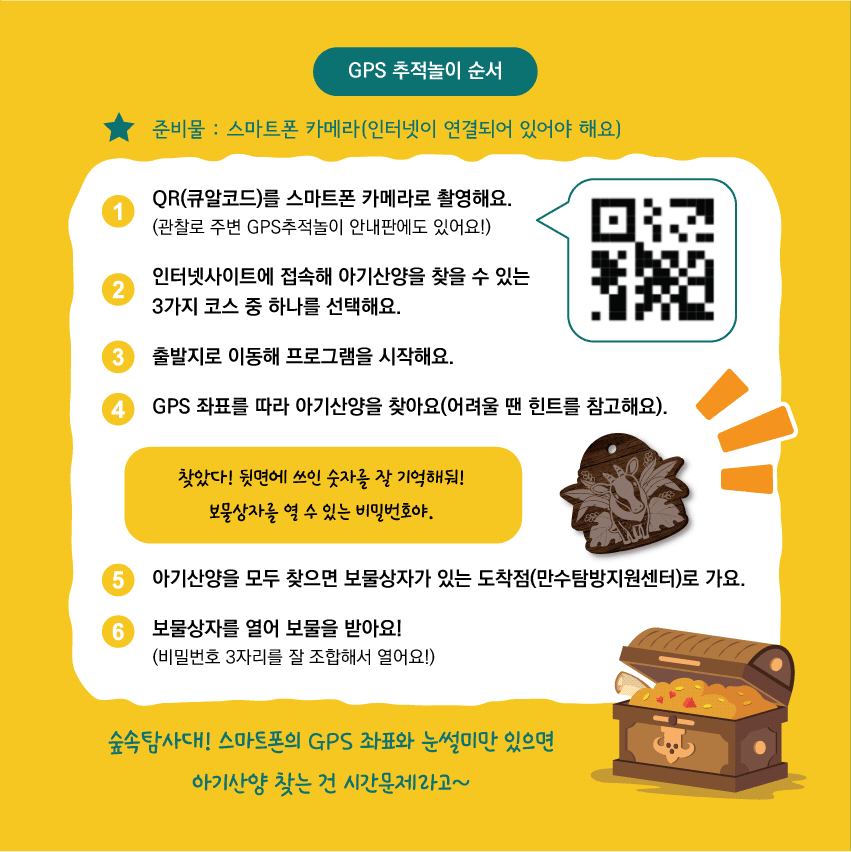 GPS 추적놀이 순서
준비물 : 스마트폰 카메라(인터넷이 연결되어 있어야 해요)
1 QR(큐알코드)를 스마트폰 카메라로 촬영해요.
(관찰로 주변 GPS추적놀이 안내판에도 있어요!)
2 인터넷사이트에 접속해 아기산양을 찾을 수 있는
3가지 코스 중 하나를 선택해요.
3 출발지로 이동해 프로그램을 시작해요.
4 GPS 좌표를 따라 아기산양을 찾아요(어려울 땐 힌트를 참고해요).
찾았다! 뒷면에 쓰인 숫자를 잘 기억해둬!
보물상자를 열 수 있는 비밀번호야.
5 아기산양을 모두 찾으면 보물상자가 있는 도착점(만수탐방지원센터)로 가요.
6 보물상자를 열어 보물을 받아요!
(비밀번호 3자리를 잘 조합해서 열어요!)
숲속탐사대! 스마트폰의 GPS 좌표와 눈썰미만 있으면
아기산양 찾는 건 시간문제라고~